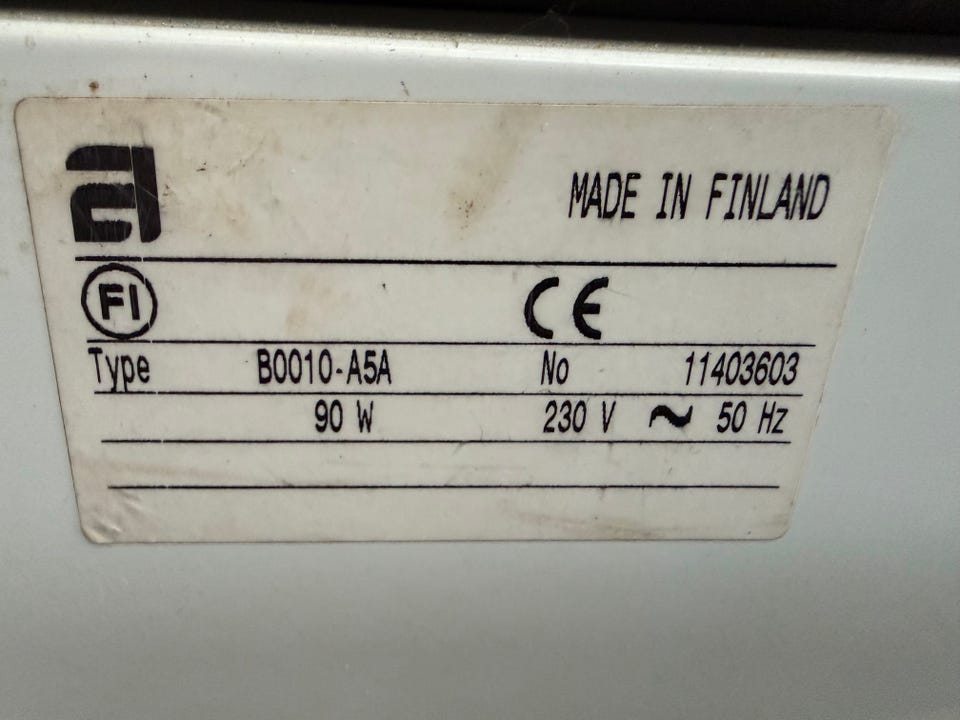 MADE IN FINLAND
FI CE
Type B0010-A5A No 11403603
90 W 230 V ~ 50 Hz